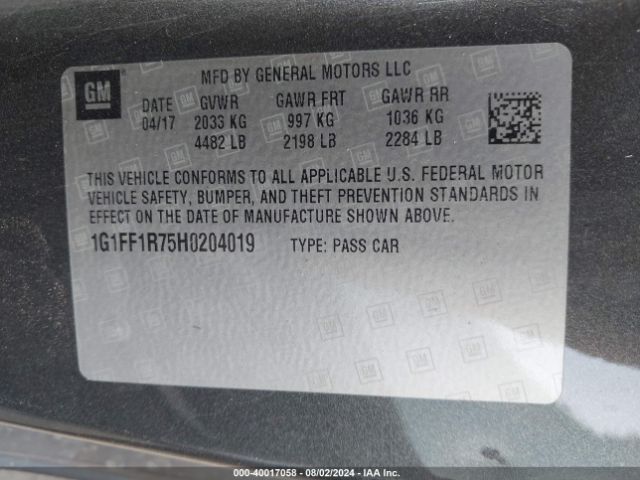 GM
MFD BY GENERAL MOTORS LLC
DATE GVWR GAWR FRT GAWR RR
04/17 2033 KG 997 KG 1036 KG
4482 LB 2198 LB 2284 LB
THIS VEHICLE CONFORMS TO ALL APPLICABLE U.S. FEDERAL MOTOR
VEHICLE SAFETY, BUMPER, AND THEFT PREVENTION STANDARDS IN
EFFECT ON THE DATE OF MANUFACTURE SHOWN ABOVE.
1G1FF1R75H0204019 TYPE: PASS CAR
000-40017058 - 08/02/2024 - IAA Inc.